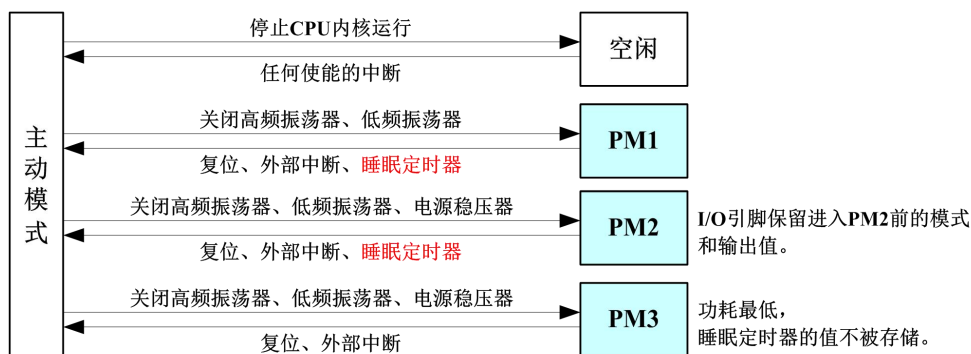 主动模式
停止CPU内核运行
任何使能的中断
空闲
关闭高频振荡器、低频振荡器
复位、外部中断、睡眠定时器
PM1
关闭高频振荡器、低频振荡器、电源稳压器
复位、外部中断、睡眠定时器
PM2
I/O引脚保留进入PM2前的模式
和输出值。
关闭高频振荡器、低频振荡器、电源稳压器
复位、外部中断
PM3
功耗最低，
睡眠定时器的值不被存储。